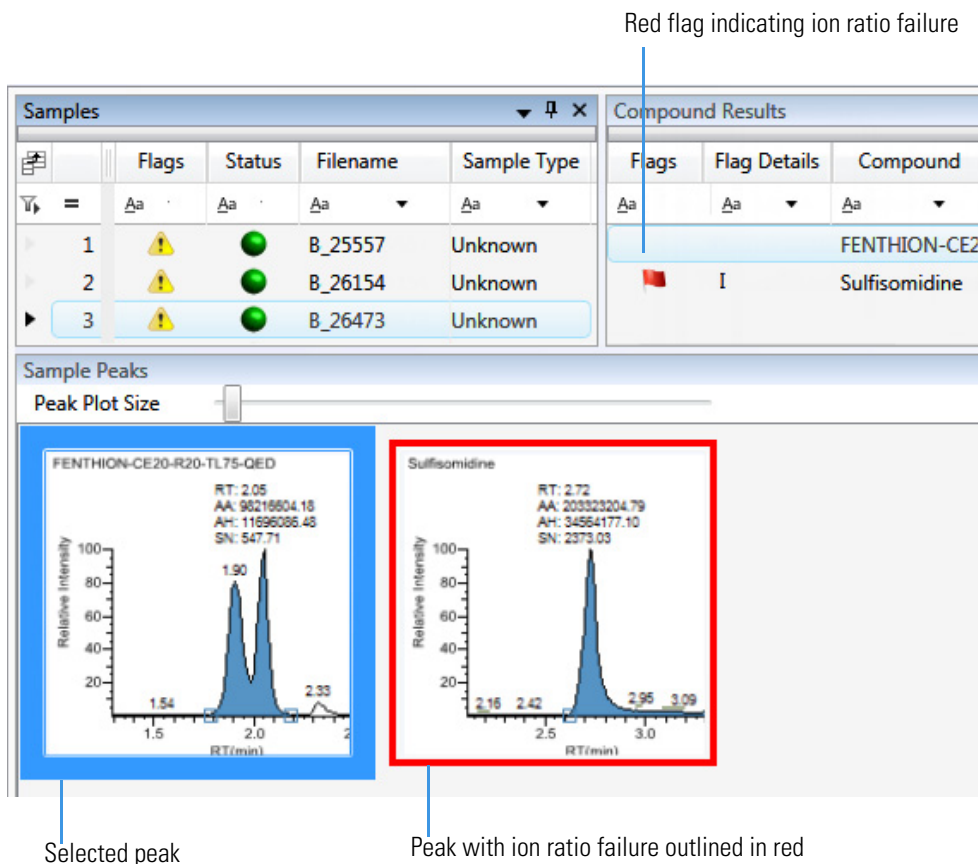 Red flag indicating ion ratio failure
Samples
Compound Results
Flags Status Filename Sample Type
Flags Flag Details Compound
= Aa Aa Aa Aa
Aa Aa Aa
1 B_25557 Unknown
FENTHION-CE2
2 B_26154 Unknown
I Sulfisomidine
3 B_26473 Unknown
Sample Peaks
Peak Plot Size
FENTHION-CE20-R20-TL75-QED
RT: 2.05
AA: 98216604.18
AH: 11696086.48
SN: 547.71
Relative Intensity
100
80
60
40
20
1.90
1.54
2.33
1.5 2.0 2
RT(min)
Sulfisomidine
RT: 2.72
AA: 203323204.79
AH: 34564177.10
SN: 2373.03
Relative Intensity
100
80
60
40
20
2.16 2.42 2.95 3.09
2.5 3.0
RT(min)
Selected peak
Peak with ion ratio failure outlined in red